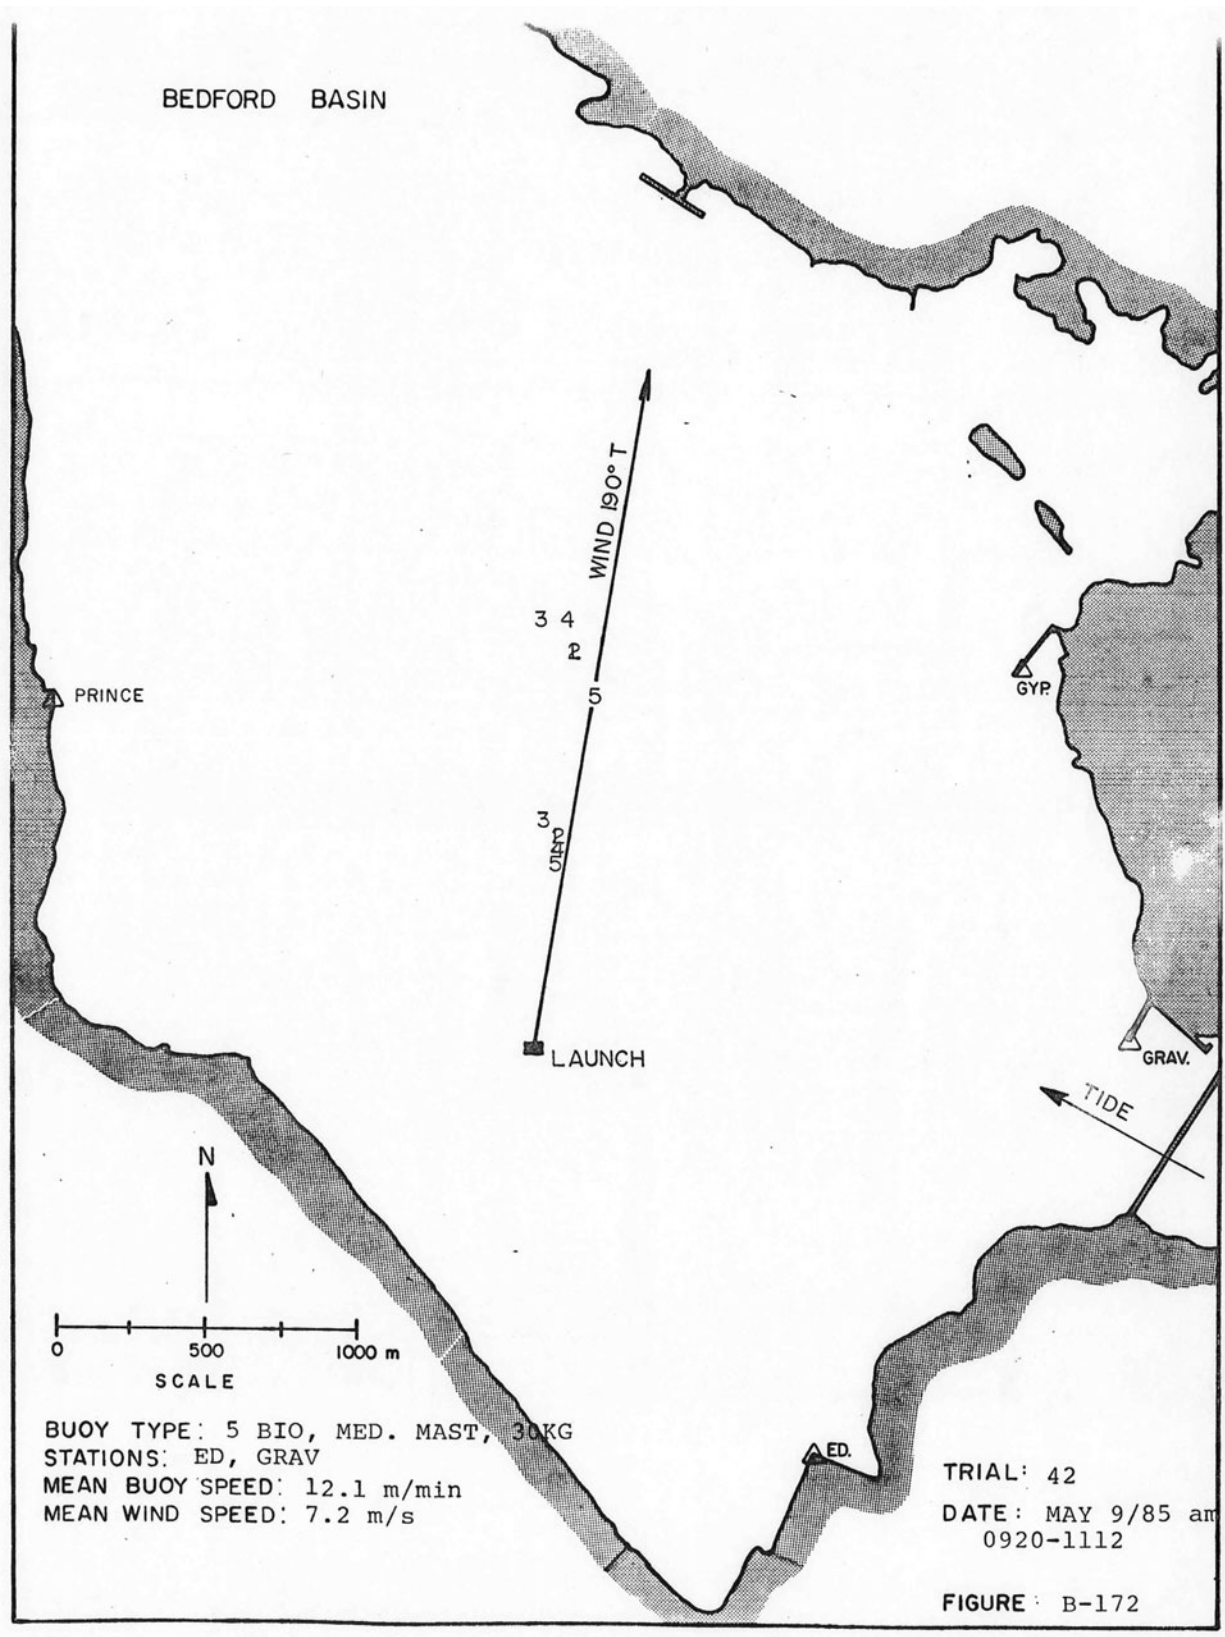 BEDFORD BASIN
WIND 190° T
3 4
2
5
PRINCE
GYP.
3
2
4
5
LAUNCH
GRAV.
TIDE
N
0 500 1000 m
SCALE
BUOY TYPE: 5 BIO, MED. MAST, 30KG
STATIONS: ED, GRAV
MEAN BUOY SPEED: 12.1 m/min
MEAN WIND SPEED: 7.2 m/s
ED.
TRIAL: 42
DATE: MAY 9/85 am
0920-1112
FIGURE: B-172